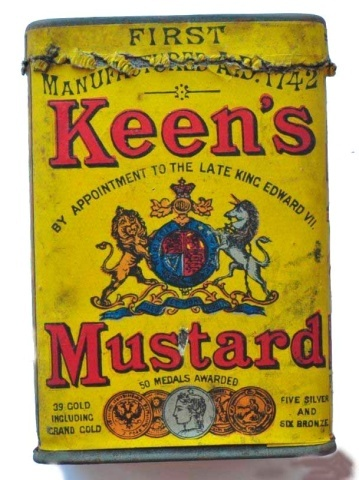 FIRST
MANUFACTURED A.D. 1742
Keen's
BY APPOINTMENT TO THE LATE KING EDWARD VII.
Mustard
50 MEDALS AWARDED
39 GOLD
INCLUDING
GRAND GOLD
FIVE SILVER
AND
SIX BRONZE